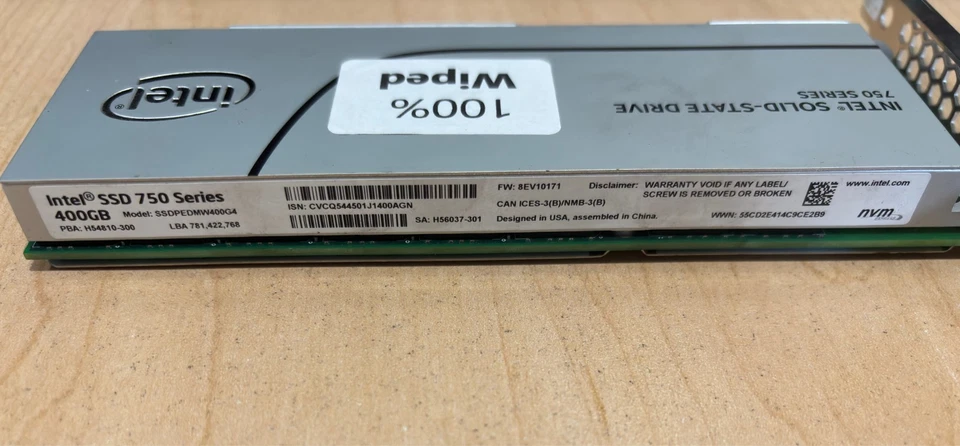 intel®
100%
Wiped
INTEL® SOLID-STATE DRIVE
750 SERIES
Intel® SSD 750 Series
400GB Model: SSDPEDMW400G4
PBA: H54810-300 LBA 781,422,768
ISN: CVCQ544501J1400AGN
SA: H56037-301
FW: 8EV10171
CAN ICES-3(B)/NMB-3(B)
Designed in USA, assembled in China.
Disclaimer: WARRANTY VOID IF ANY LABEL/
SCREW IS REMOVED OR BROKEN
WWN: 55CD2E414C9CE2B9
www.intel.com
nvm